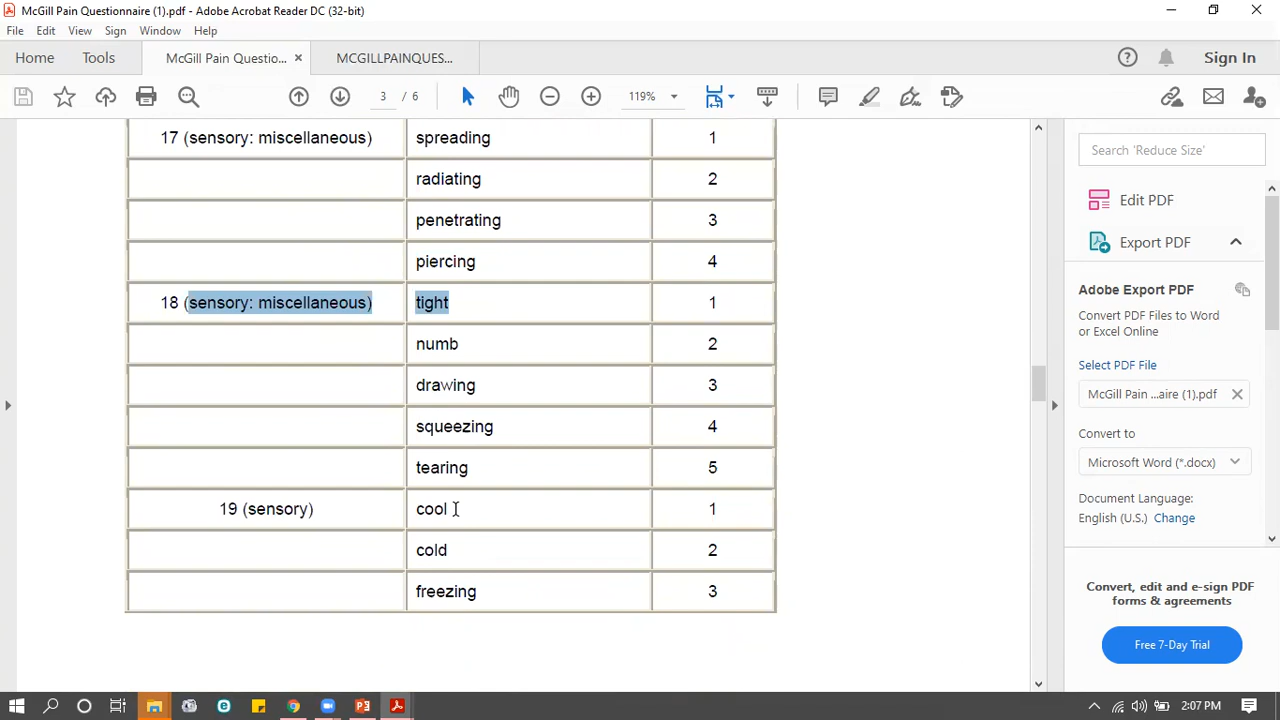 McGill Pain Questionnaire (1).pdf - Adobe Acrobat Reader DC (32-bit)
File Edit View Sign Window Help
Home Tools McGill Pain Questio... × MCGILLPAINQUES... Sign In
3 / 6 119%
17 (sensory: miscellaneous) spreading 1
radiating 2
penetrating 3
piercing 4
18 (sensory: miscellaneous) tight 1
numb 2
drawing 3
squeezing 4
tearing 5
19 (sensory) cool 1
cold 2
freezing 3
Search 'Reduce Size'
Edit PDF
Export PDF
Adobe Export PDF
Convert PDF Files to Word
or Excel Online
Select PDF File
McGill Pain ...aire (1).pdf
Convert to
Microsoft Word (*.docx)
Document Language:
English (U.S.) Change
Convert, edit and e-sign PDF
forms & agreements
Free 7-Day Trial
2:07 PM